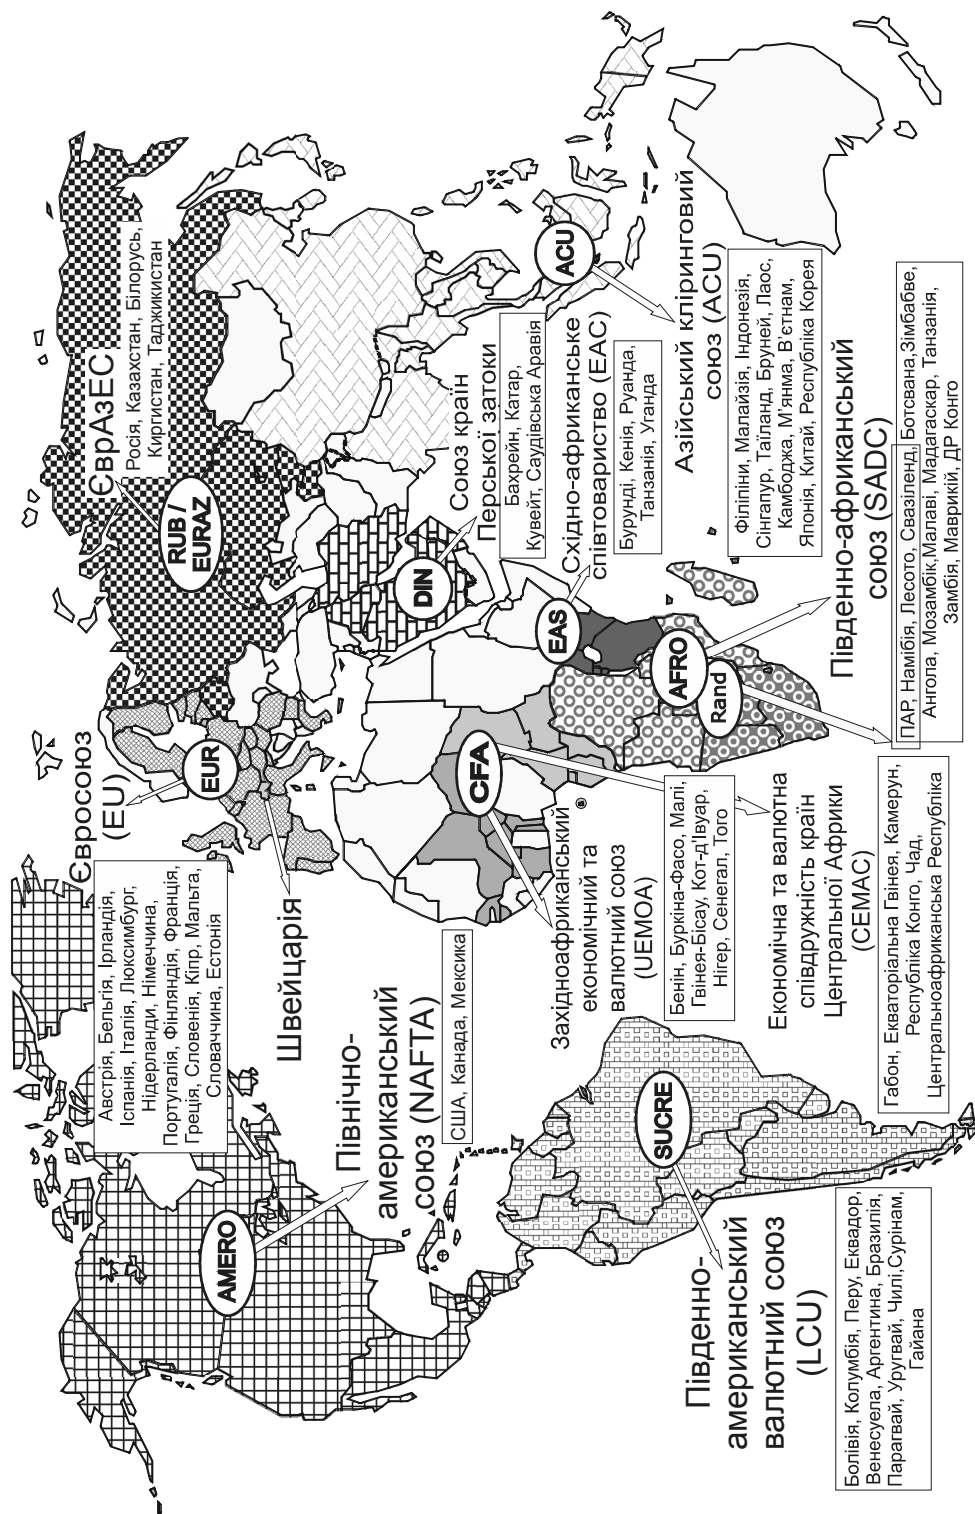 AMERO
Північно-
американський
союз (NAFTA)
США, Канада, Мексика
Євросоюз
(EU)
EUR
Австрія, Бельгія, Ірландія,
Іспанія, Італія, Люксимбург,
Нідерланди, Німеччина,
Португалія, Фінляндія, Франція,
Греція, Словенія, Кіпр, Мальта,
Словаччина, Естонія
Швейцарія
ЄврАзЕС
Росія, Казахстан, Білорусь,
Киргистан, Таджикистан
RUB /
EURAZ
DIN
Союз країн
Перської затоки
Бахрейн, Катар,
Кувейт, Саудівська Аравія
EAS
Східно-африканське
співтовариство (EAC)
Бурунді, Кенія, Руанда,
Танзанія, Уганда
ACU
Азійський кліринговий
союз (ACU)
Філіпіни, Малайзія, Індонезія,
Сінгапур, Таїланд, Бруней, Лаос,
Камбоджа, М'янма, В'єтнам,
Японія, Китай, Республіка Корея
CFA
Західноафриканський
економічний та
валютний союз
(UEMOA)
Бенін, Буркіна-Фасо, Малі,
Гвінея-Бісау, Кот-д'Івуар,
Нігер, Сенегал, Того
Економічна та валютна
співдружність країн
Центральної Африки
(CEMAC)
Габон, Екваторіальна Гвінея, Камерун,
Республіка Конго, Чад,
Центральноафриканська Республіка
AFRO
Rand
Південно-африканський
союз (SADC)
ПАР, Намібія, Лесото, Свазіленд, Ботсвана,Зімбабве,
Ангола, Мозамбік,Малаві, Мадагаскар, Танзанія,
Замбія, Маврикій, ДР Конго
SUCRE
Південно-
американський
валютний союз
(LCU)
Болівія, Колумбія, Перу, Еквадор,
Венесуела, Аргентина, Бразилія,
Парагвай, Уругвай, Чилі,Сурінам,
Гайана